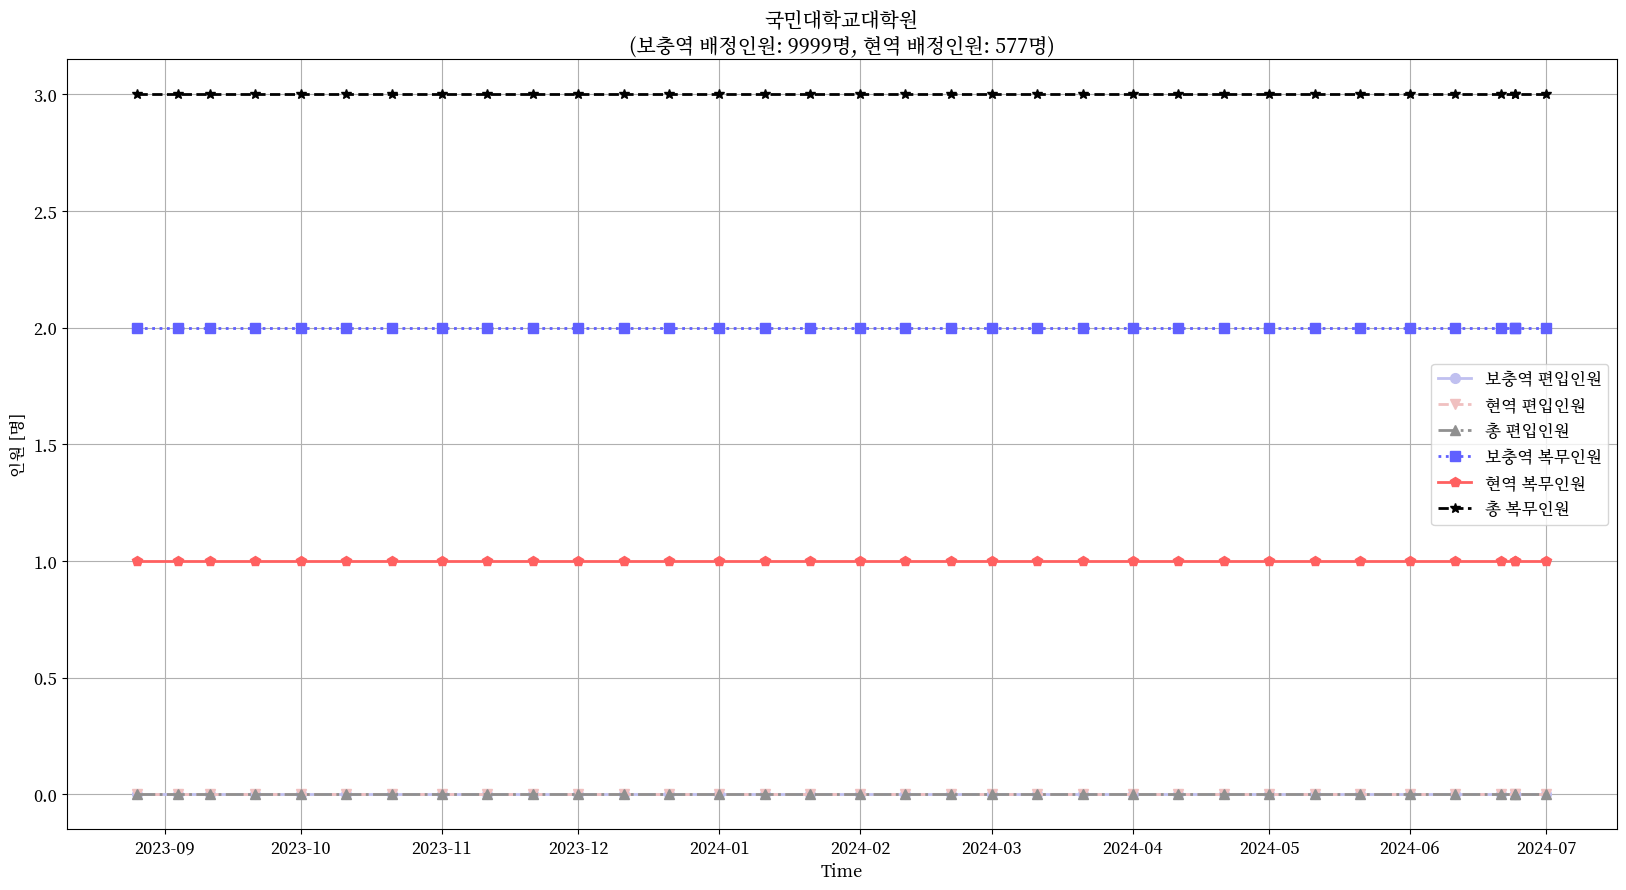 국민대학교대학원
(보충역 배정인원: 9999명, 현역 배정인원: 577명)
인원 [명]
3.0
2.5
2.0
1.5
1.0
0.5
0.0
보충역 편입인원
현역 편입인원
총 편입인원
보충역 복무인원
현역 복무인원
총 복무인원
2023-09
2023-10
2023-11
2023-12
2024-01
2024-02
2024-03
2024-04
2024-05
2024-06
2024-07
Time